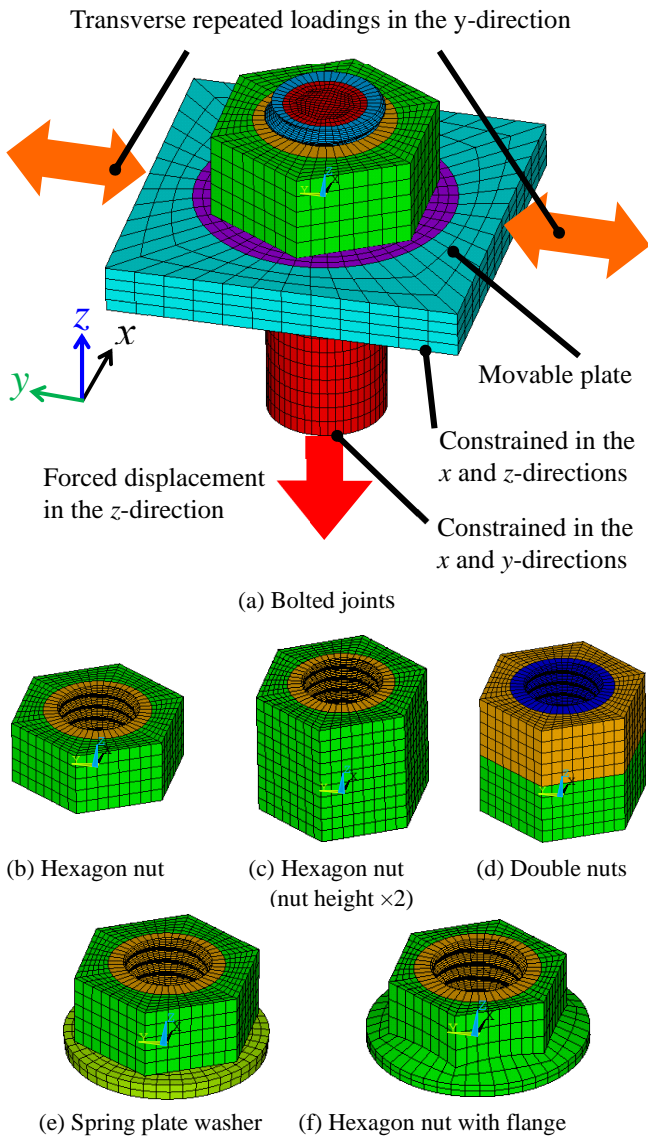 Transverse repeated loadings in the y-direction
z
x
y
Movable plate
Constrained in the
x and z-directions
Forced displacement
in the z-direction
Constrained in the
x and y-directions
(a) Bolted joints
(b) Hexagon nut
(c) Hexagon nut
(nut height ×2)
(d) Double nuts
(e) Spring plate washer
(f) Hexagon nut with flange